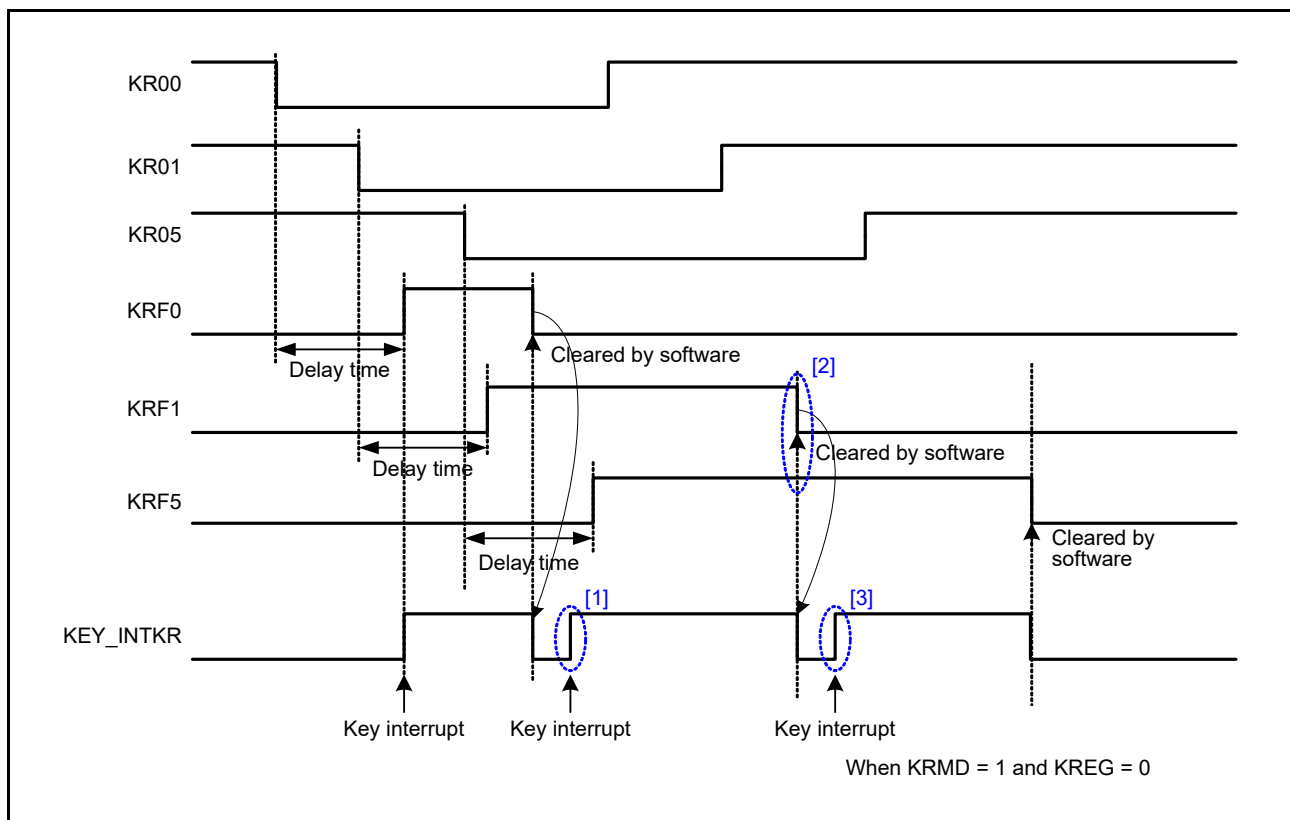 KR00
KR01
KR05
KRF0
Cleared by software
Delay time
[2]
KRF1
Cleared by software
Delay time
KRF5
Cleared by
software
Delay time
[1]
[3]
KEY_INTKR
Key interrupt
Key interrupt
Key interrupt
When KRMD = 1 and KREG = 0